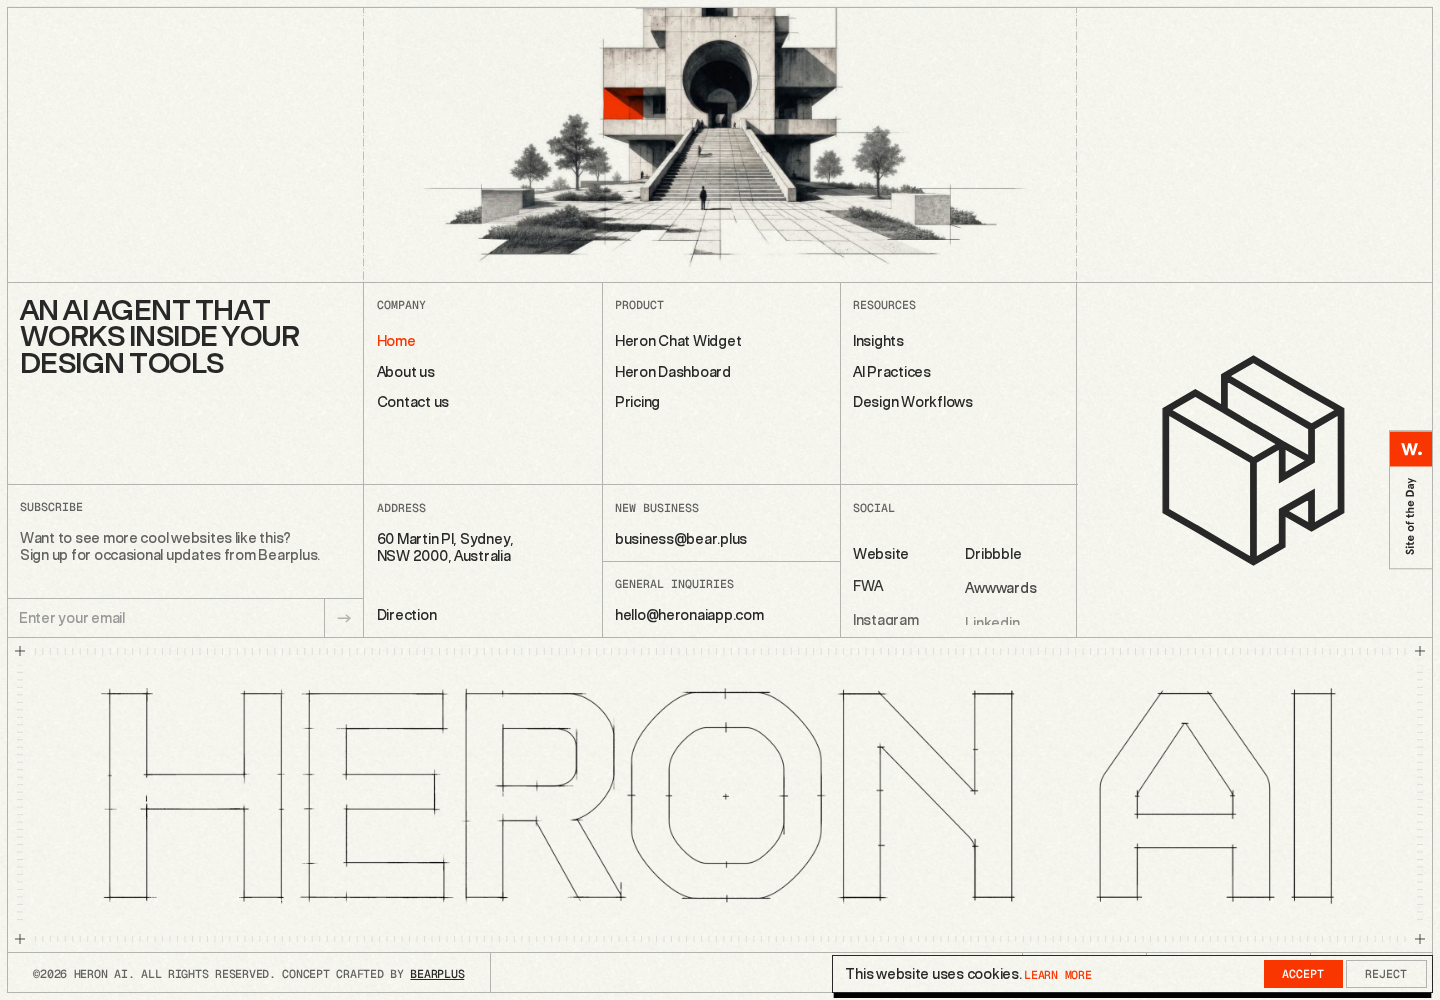 AN AI AGENT THAT
WORKS INSIDE YOUR
DESIGN TOOLS
COMPANY
Home
About us
Contact us
PRODUCT
Heron Chat Widget
Heron Dashboard
Pricing
RESOURCES
Insights
AI Practices
Design Workflows
W.
Site of the Day
SUBSCRIBE
Want to see more cool websites like this?
Sign up for occasional updates from Bearplus.
Enter your email
ADDRESS
60 Martin Pl, Sydney,
NSW 2000, Australia
Direction
NEW BUSINESS
business@bear.plus
GENERAL INQUIRIES
hello@heronaiapp.com
SOCIAL
Website
Dribbble
FWA
Awwwards
Instagram
Linkedin
HERON AI
©2026 HERON AI. ALL RIGHTS RESERVED. CONCEPT CRAFTED BY BEARPLUS
This website uses cookies. LEARN MORE
ACCEPT
REJECT